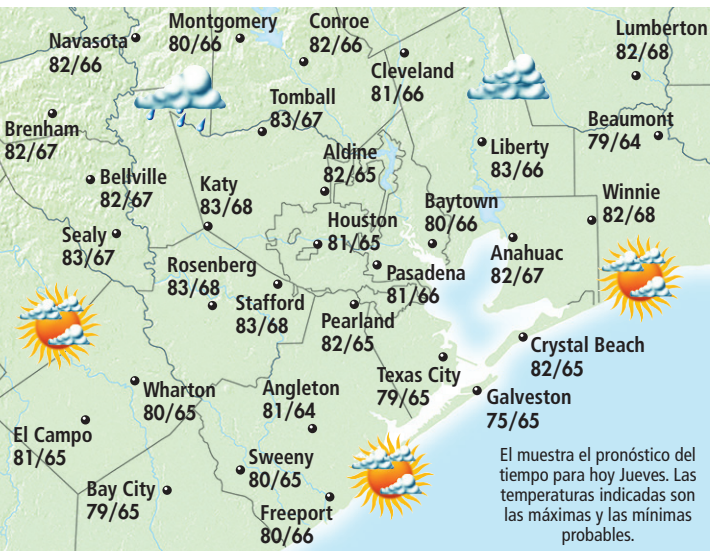 Montgomery
80/66
Conroe
82/66
Lumberton
82/68
Navasota
82/66
Cleveland
81/66
Tomball
83/67
Beaumont
79/64
Brenham
82/67
Liberty
83/66
Aldine
82/65
Bellville
82/67
Katy
83/68
Baytown
80/66
Winnie
82/68
Houston
81/65
Sealy
83/67
Anahuac
82/67
Rosenberg
83/68
Pasadena
81/66
Stafford
83/68
Pearland
82/65
Crystal Beach
82/65
Texas City
79/65
Wharton
80/65
Angleton
81/64
Galveston
75/65
El Campo
81/65
Sweeny
80/65
Bay City
79/65
Freeport
80/66
El muestra el pronóstico del
tiempo para hoy Jueves. Las
temperaturas indicadas son
las máximas y las mínimas
probables.